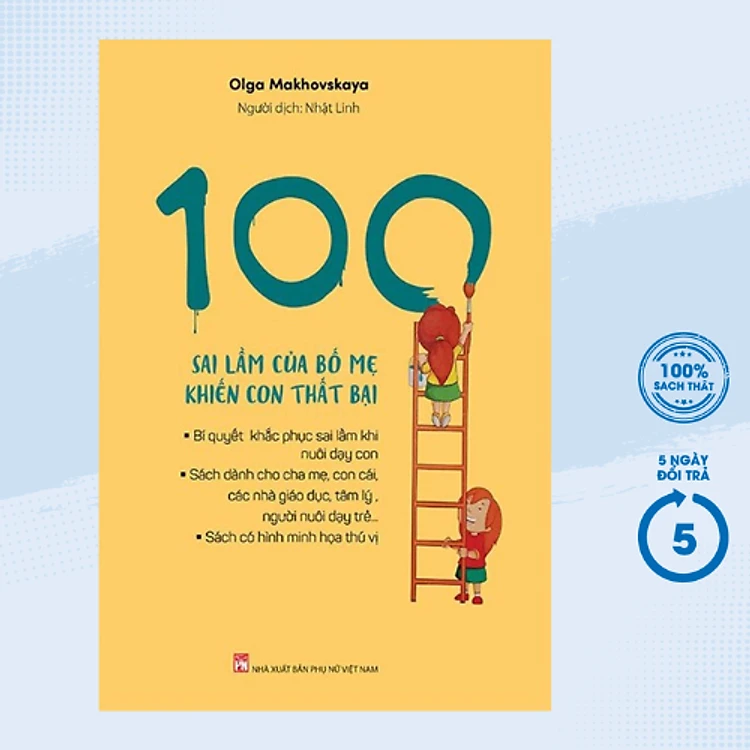 Olga Makhovskaya
Người dịch: Nhật Linh
100
SAI LẦM CỦA BỐ MẸ
KHIẾN CON THẤT BẠI
▪ Bí quyết khắc phục sai lầm khi
nuôi dạy con
▪ Sách dành cho cha mẹ, con cái,
các nhà giáo dục, tâm lý,
người nuôi dạy trẻ...
▪ Sách có hình minh họa thú vị
PN
NHÀ XUẤT BẢN PHỤ NỮ VIỆT NAM
100%
SÁCH THẬT
5 NGÀY
ĐỔI TRẢ
5